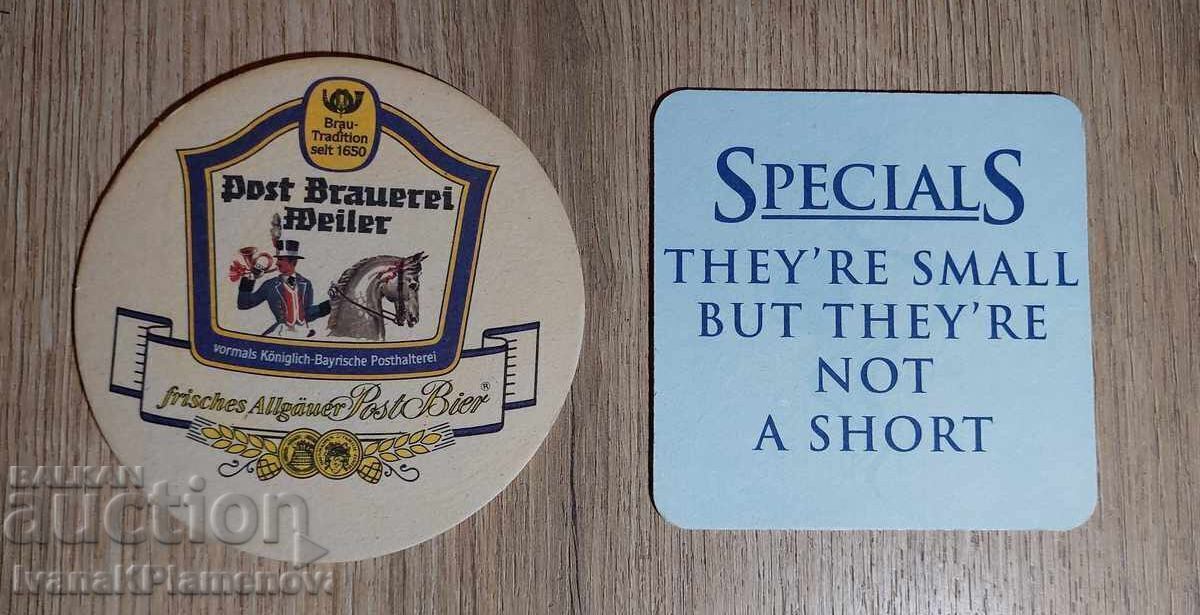 Brau-
Tradition
seit 1650
Post Brauerei
Weiler
vormals Königlich-Bayrische Posthalterei
frisches Allgäuer Post Bier®
SPECIALS
THEY'RE SMALL
BUT THEY'RE
NOT
A SHORT
BALKAN
auction
IvanaKPlamenova